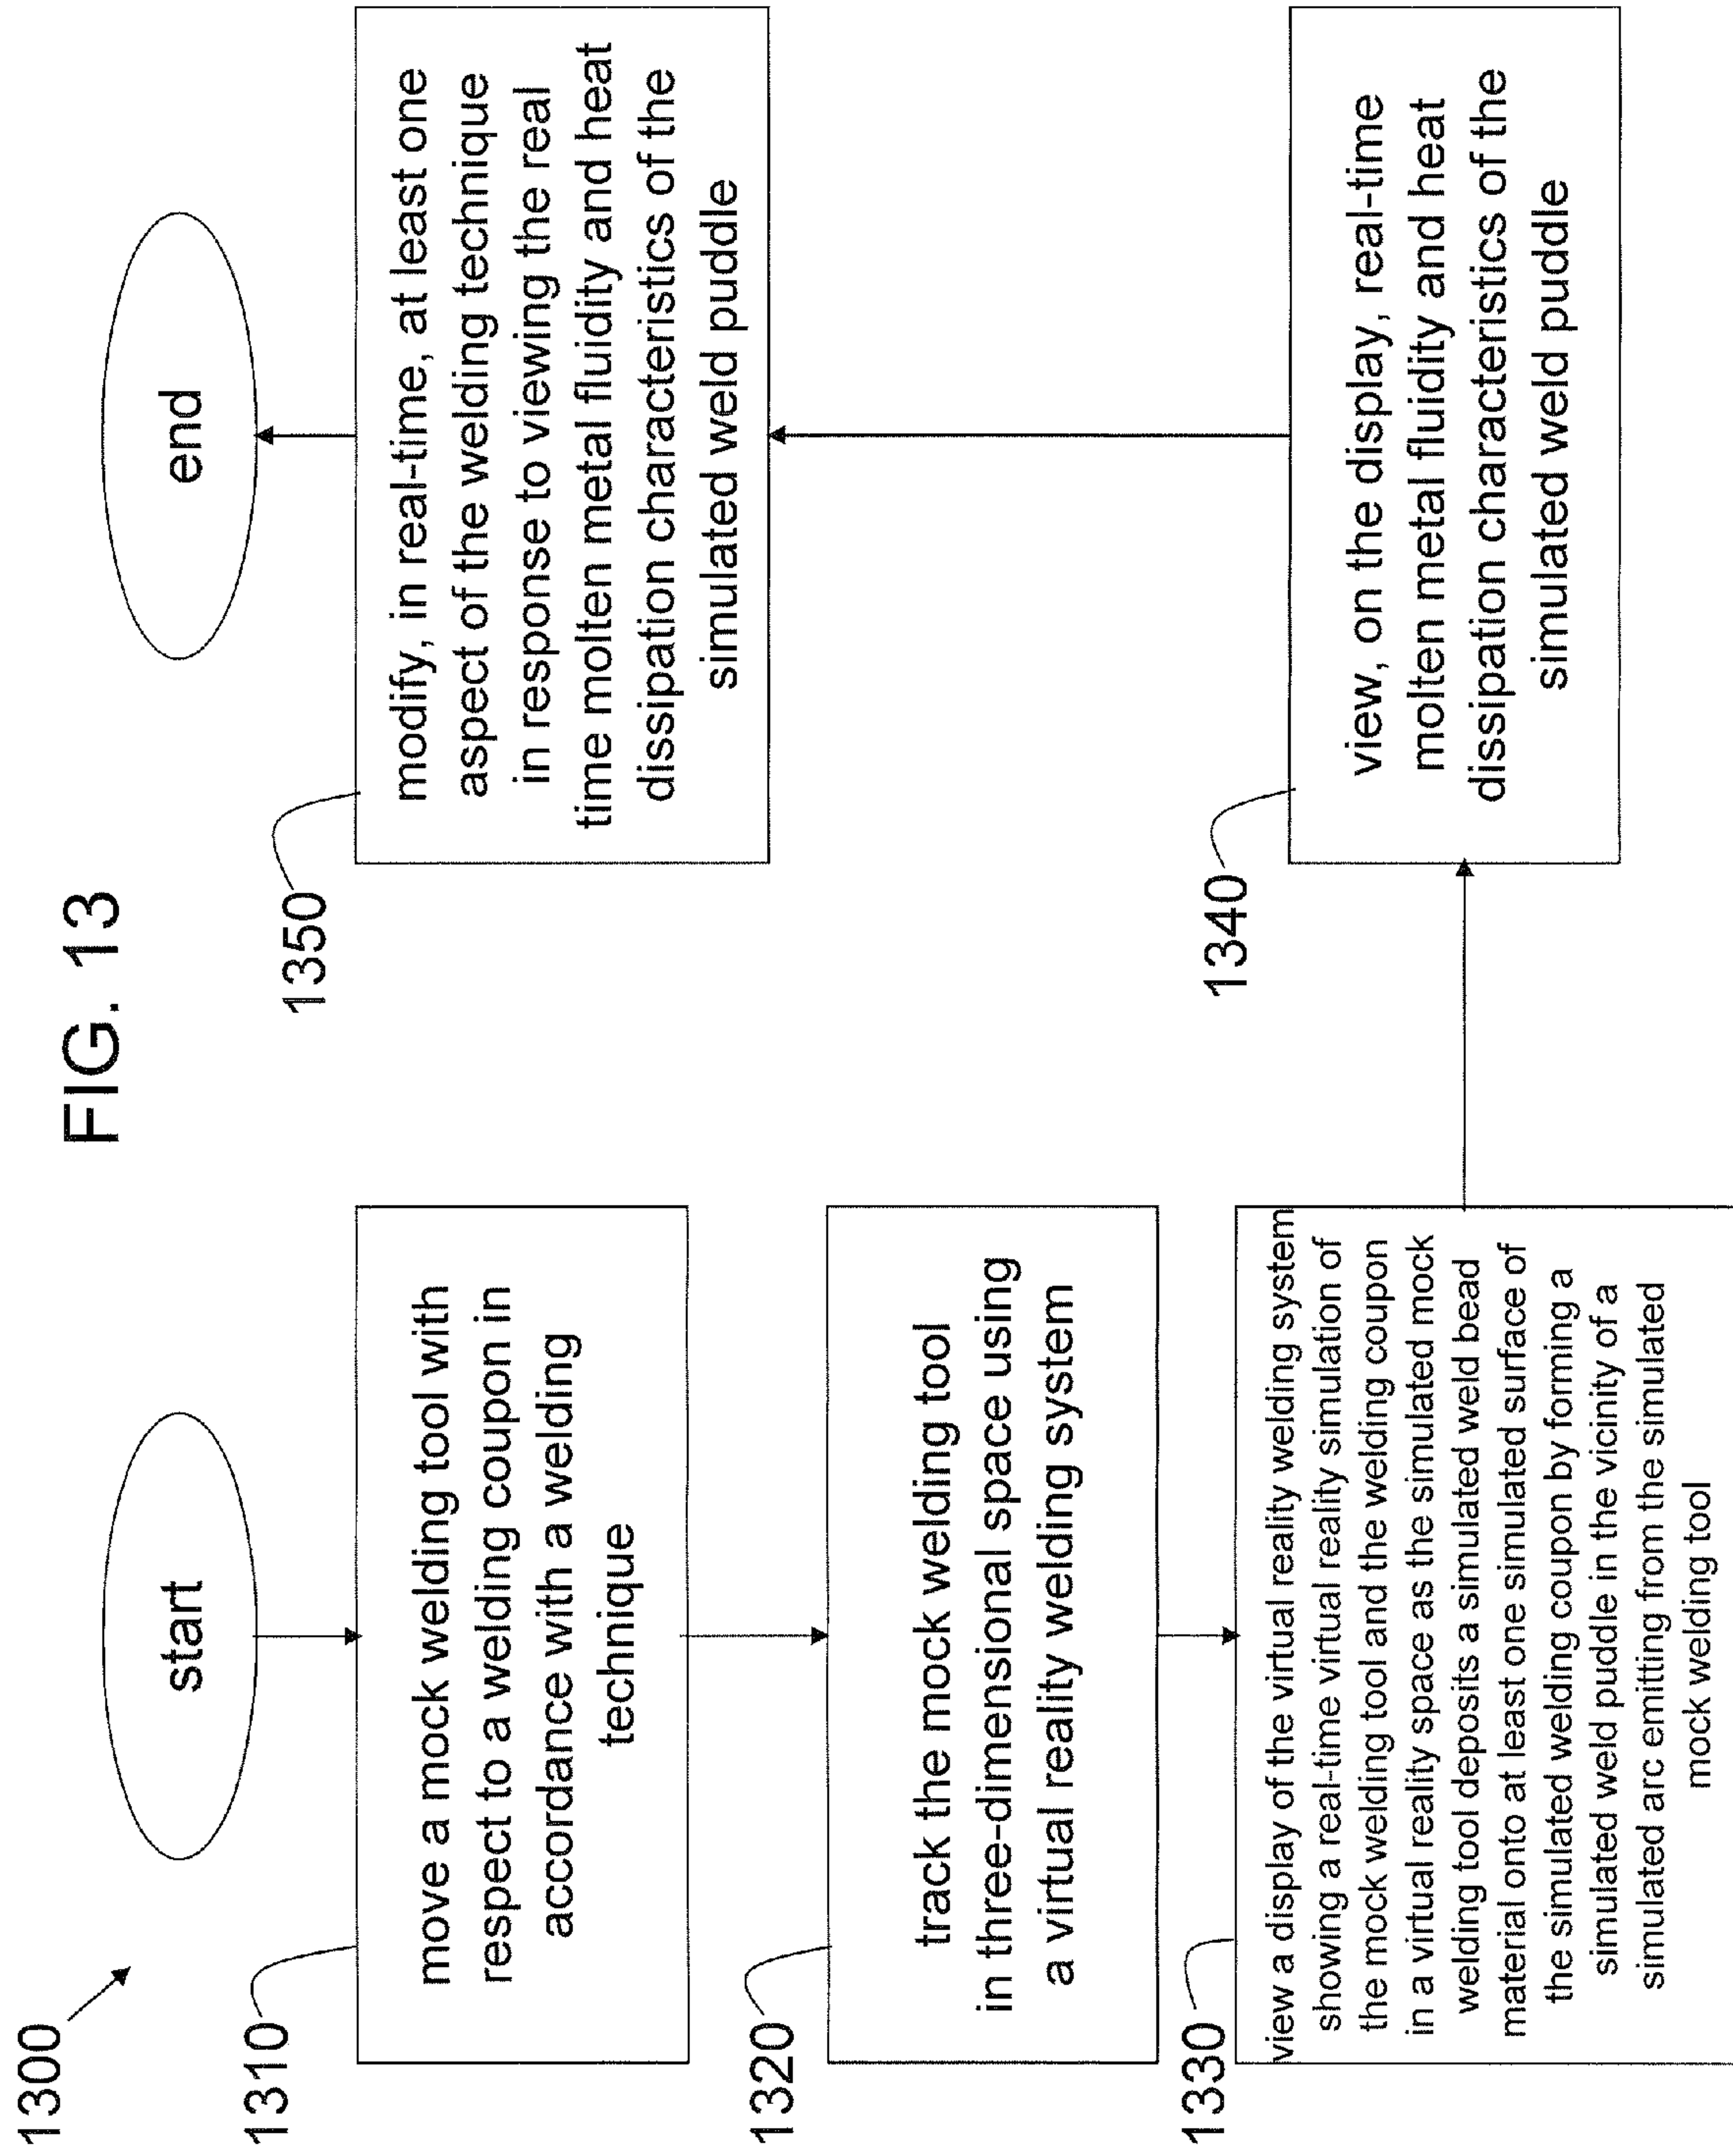 FIG. 13
1300
start
1310
move a mock welding tool with
respect to a welding coupon in
accordance with a welding
technique
1320
track the mock welding tool
in three-dimensional space using
a virtual reality welding system
1330
view a display of the virtual reality welding system
showing a real-time virtual reality simulation of
the mock welding tool and the welding coupon
in a virtual reality space as the simulated mock
welding tool deposits a simulated weld bead
material onto at least one simulated surface of
the simulated welding coupon by forming a
simulated weld puddle in the vicinity of a
simulated arc emitting from the simulated
mock welding tool
1340
view, on the display, real-time
molten metal fluidity and heat
dissipation characteristics of the
simulated weld puddle
1350
modify, in real-time, at least one
aspect of the welding technique
in response to viewing the real
time molten metal fluidity and heat
dissipation characteristics of the
simulated weld puddle
end